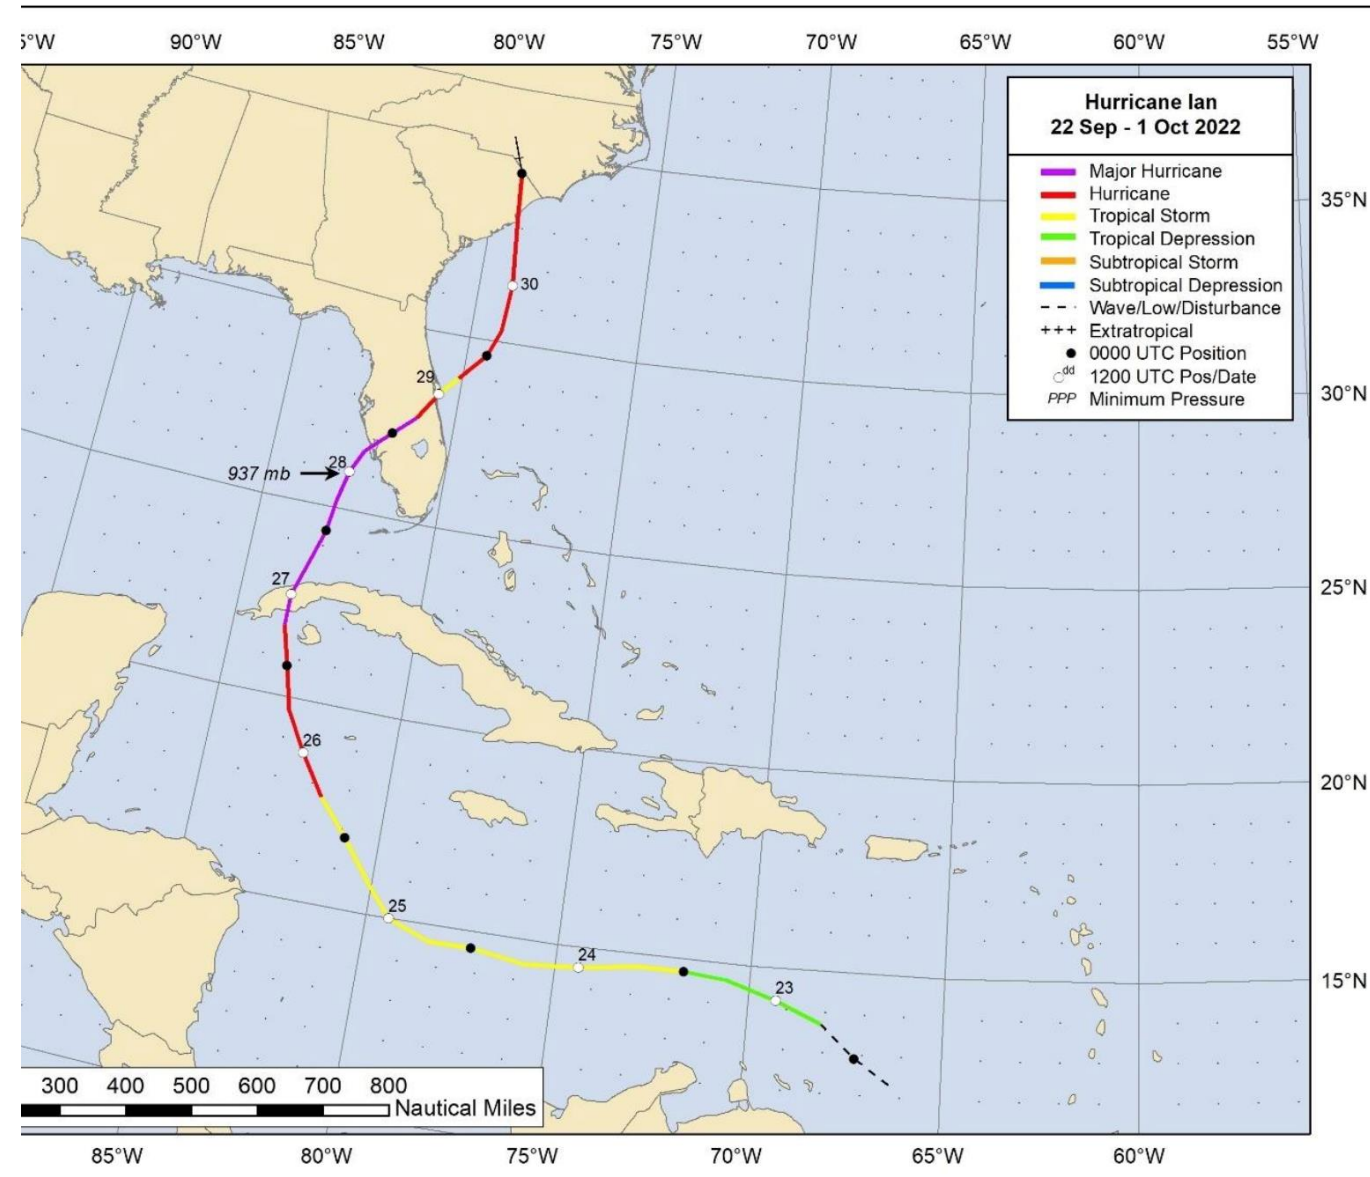 5°W 90°W 85°W 80°W 75°W 70°W 65°W 60°W 55°W
Hurricane Ian
22 Sep - 1 Oct 2022
Major Hurricane
Hurricane
Tropical Storm
Tropical Depression
Subtropical Storm
Subtropical Depression
Wave/Low/Disturbance
+++ Extratropical
0000 UTC Position
dd 1200 UTC Pos/Date
PPP Minimum Pressure
35°N
30
29
30°N
28
937 mb
27
25°N
26
20°N
25
24
15°N
23
300 400 500 600 700 800
Nautical Miles
85°W 80°W 75°W 70°W 65°W 60°W